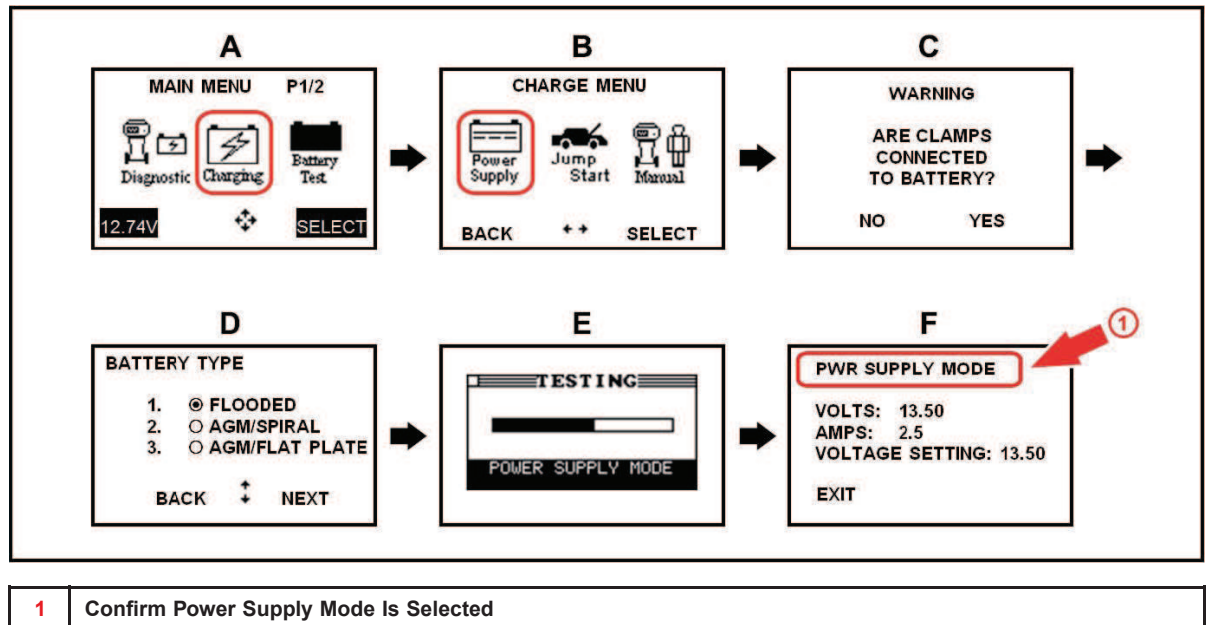 A
MAIN MENU P1/2
Diagnostic Charging Battery Test
12.74V SELECT
B
CHARGE MENU
Power Supply Jump Start Manual
BACK SELECT
C
WARNING
ARE CLAMPS
CONNECTED
TO BATTERY?
NO YES
D
BATTERY TYPE
1. FLOODED
2. AGM/SPIRAL
3. AGM/FLAT PLATE
BACK NEXT
E
TESTING
POWER SUPPLY MODE
F
1
PWR SUPPLY MODE
VOLTS: 13.50
AMPS: 2.5
VOLTAGE SETTING: 13.50
EXIT
1 Confirm Power Supply Mode Is Selected